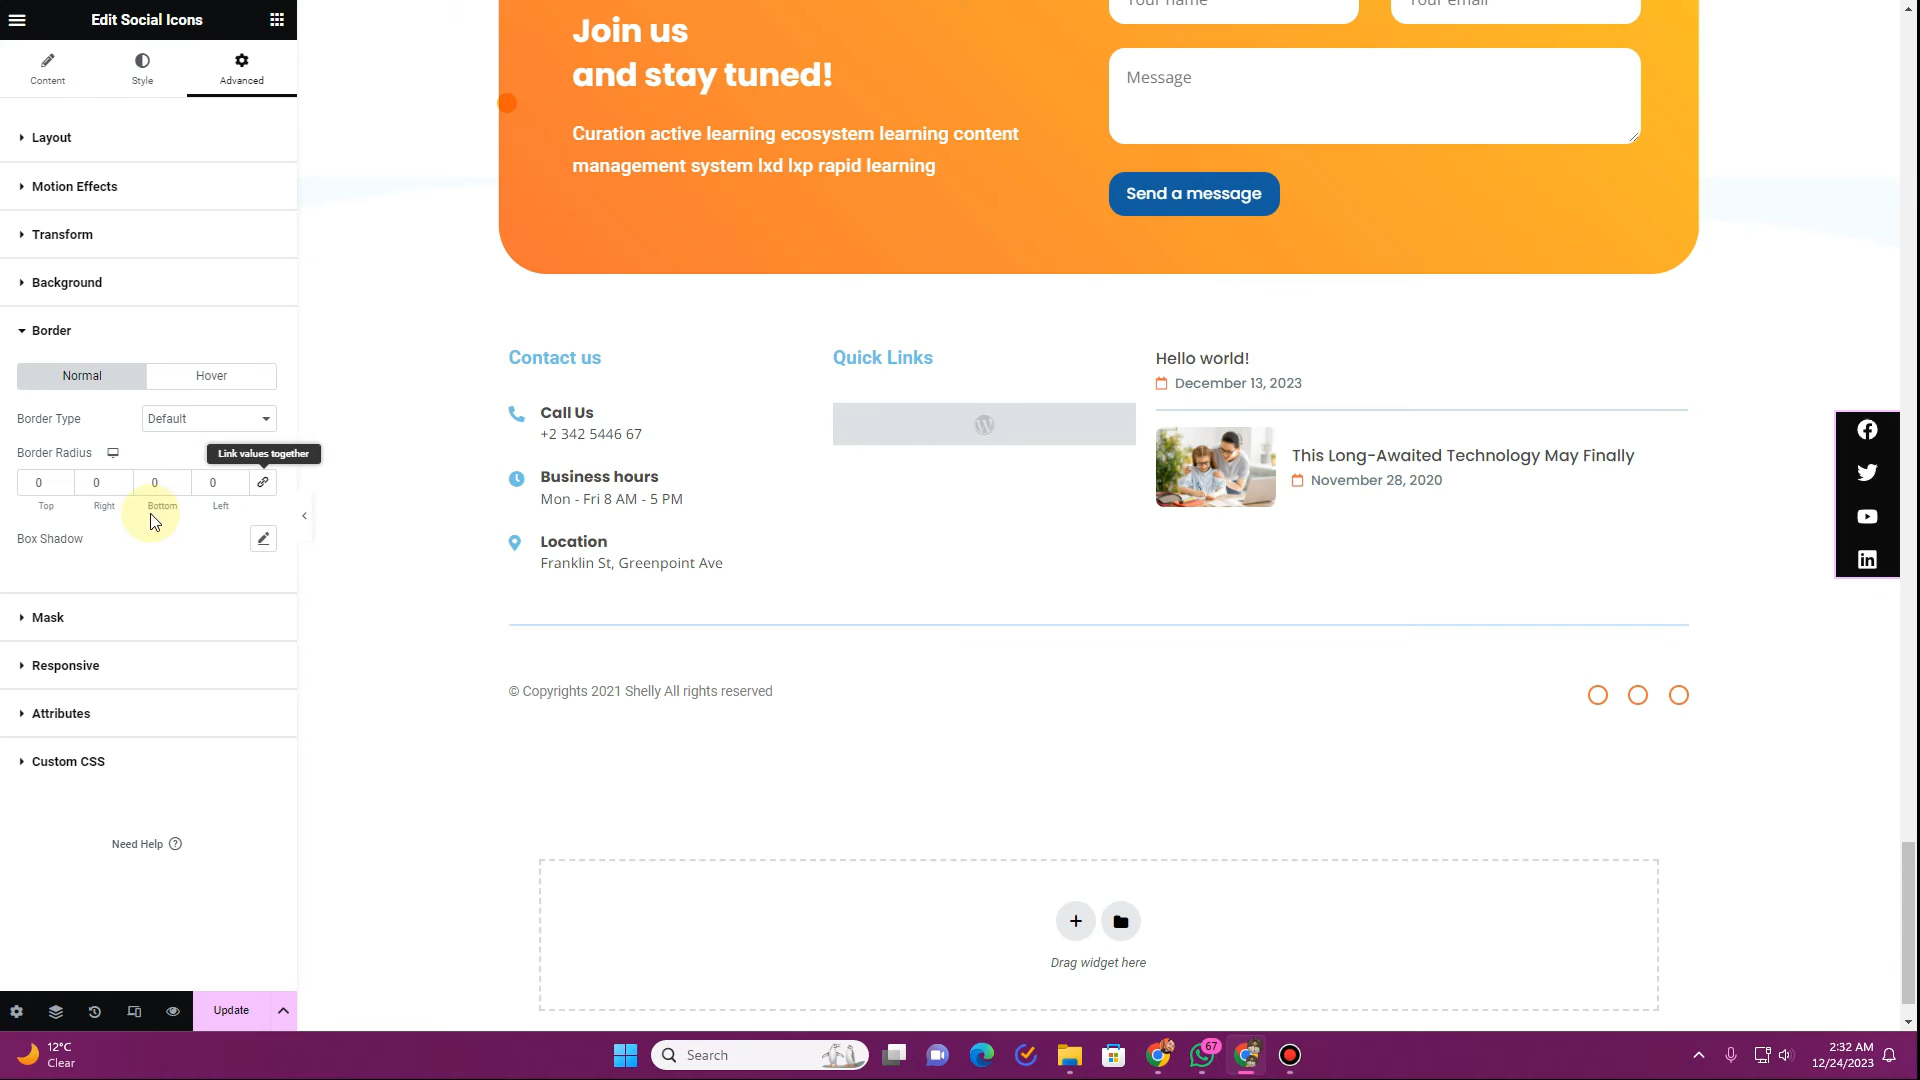 Edit Social Icons
Content
Style
Advanced
Layout
Motion Effects
Transform
Background
Border
Normal
Hover
Border Type
Default
Border Radius
Link values together
0
0
0
0
Top
Right
Bottom
Left
Box Shadow
Mask
Responsive
Attributes
Custom CSS
Need Help
Update
Your name
Your email
Join us
and stay tuned!
Message
Curation active learning ecosystem learning content
management system lxd lxp rapid learning
Send a message
Contact us
Call Us
+2 342 5446 67
Business hours
Mon - Fri 8 AM - 5 PM
Location
Franklin St, Greenpoint Ave
Quick Links
Hello world!
December 13, 2023
This Long-Awaited Technology May Finally
November 28, 2020
© Copyrights 2021 Shelly All rights reserved
Drag widget here
12°C
Clear
Search
67
2:32 AM
12/24/2023